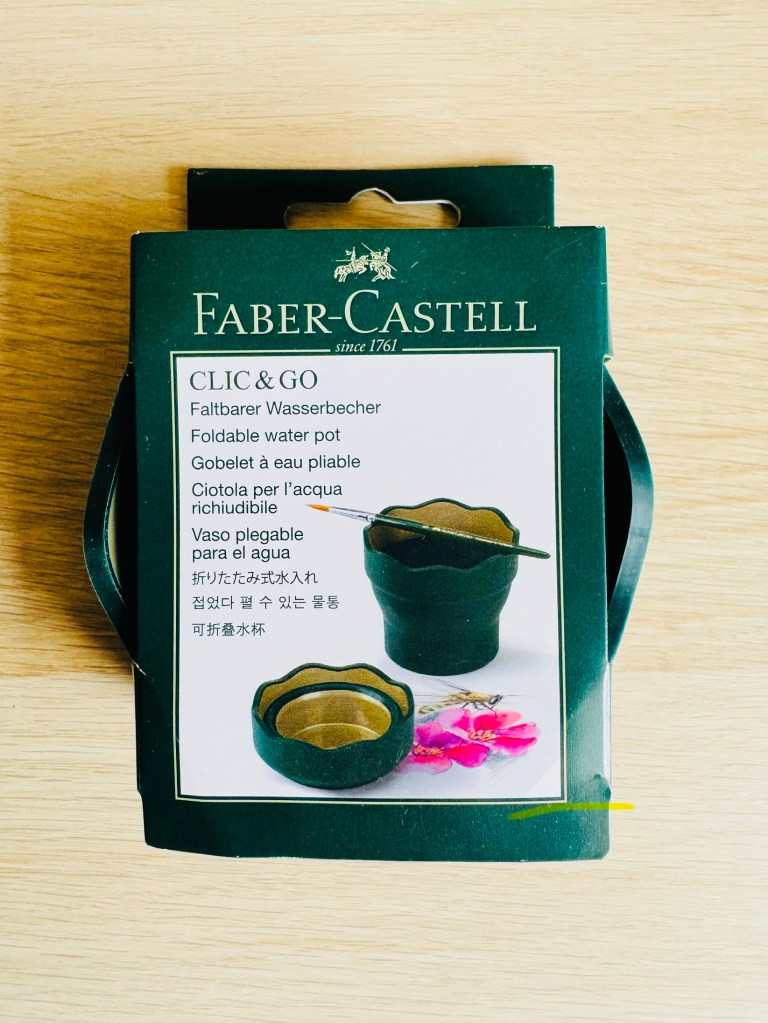 FABER-CASTELL
since 1761
CLIC & GO
Faltbarer Wasserbecher
Foldable water pot
Gobelet à eau pliable
Ciotola per l'acqua
richiudibile
Vaso plegable
para el agua
折りたたみ式水入れ
접었다 펼 수 있는 물통
可折叠水杯